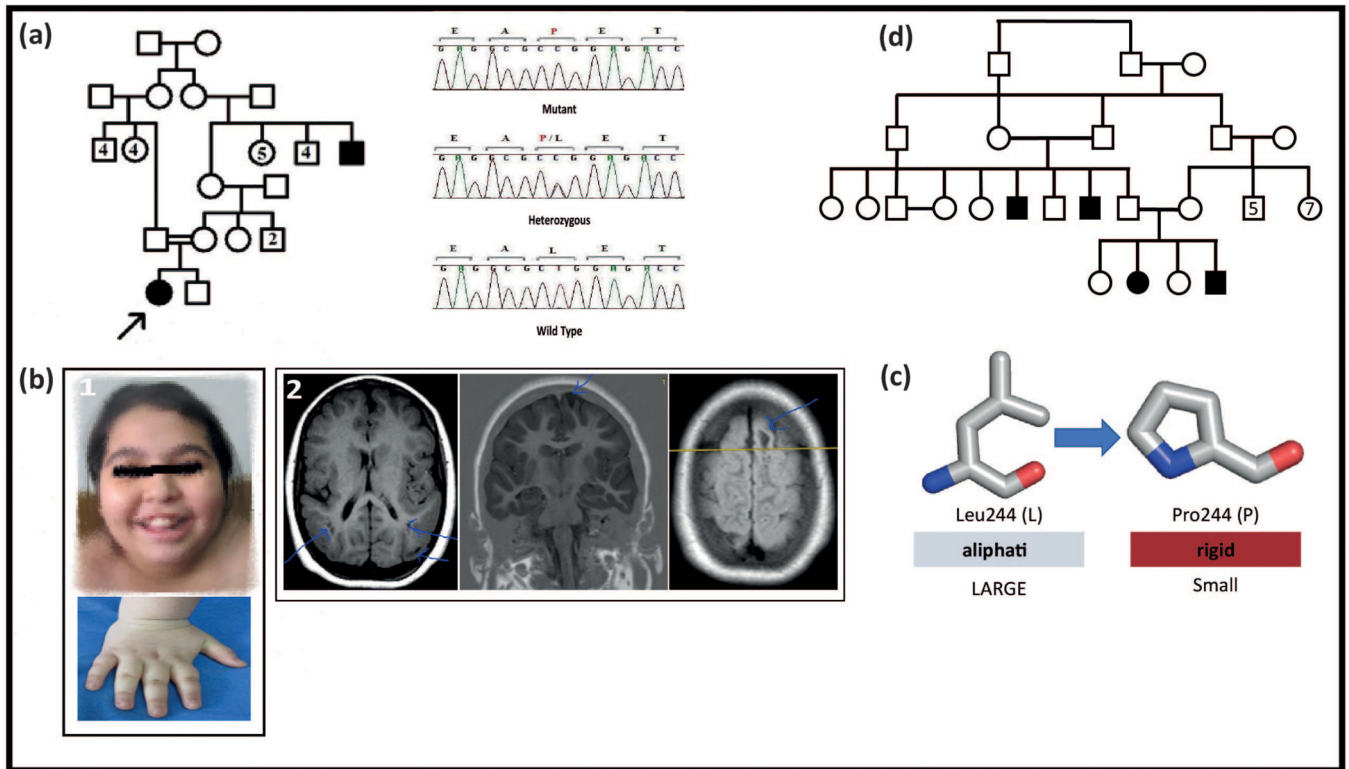 (a)
4
4
5
4
2
E A P E T
G A G G C G C C G G A G A C C
Mutant
E A P/L E T
G A G G C G C C G G A G A C C
Heterozygous
E A L E T
G A G G C G C T G G A G A C C
Wild Type
(d)
5
7
(b)
1
2
(c)
Leu244 (L)
Pro244 (P)
aliphati
rigid
LARGE
Small